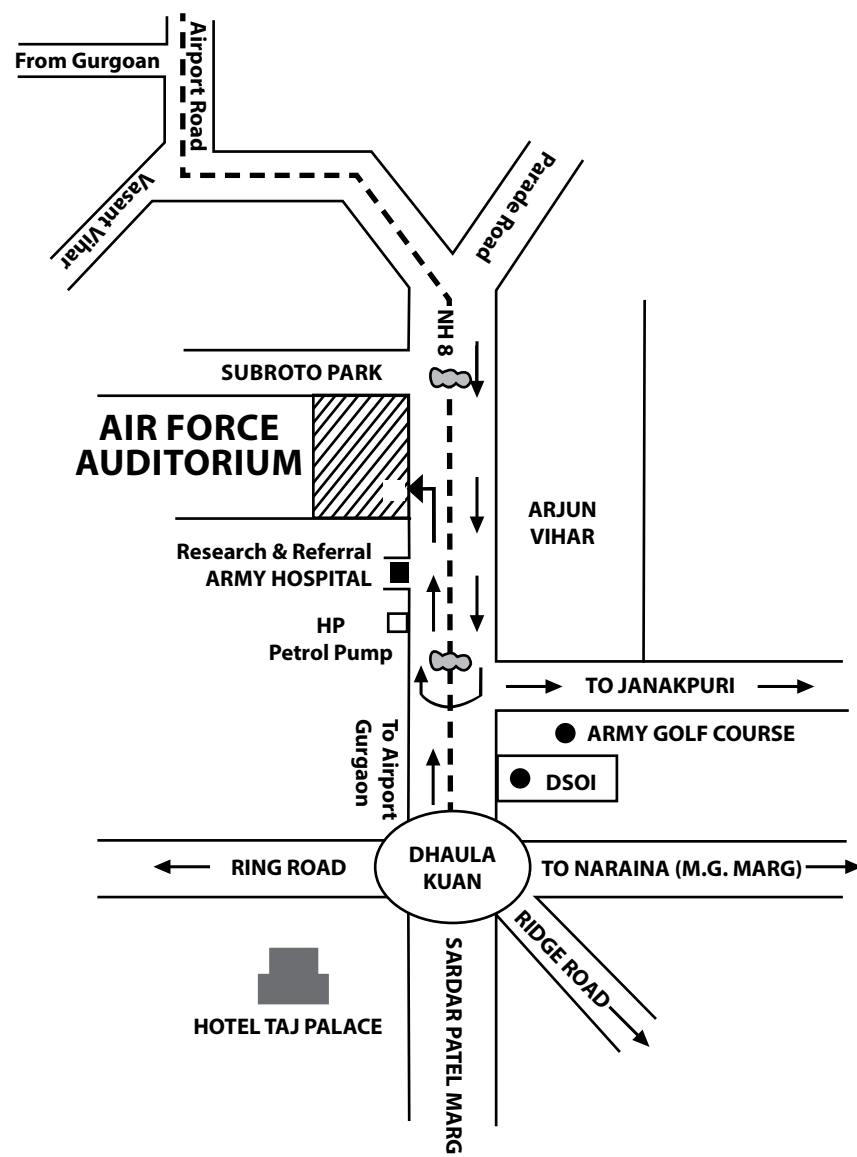 From Gurgoan
Airport Road
Vasant Vihar
Parade Road
NH 8
SUBROTO PARK
AIR FORCE
AUDITORIUM
ARJUN
VIHAR
Research & Referral
ARMY HOSPITAL
HP
Petrol Pump
TO JANAKPURI
To Airport
Gurgaon
ARMY GOLF COURSE
DSOI
RING ROAD
DHAULA
KUAN
TO NARAINA (M.G. MARG)
RIDGE ROAD
SARDAR PATEL MARG
HOTEL TAJ PALACE